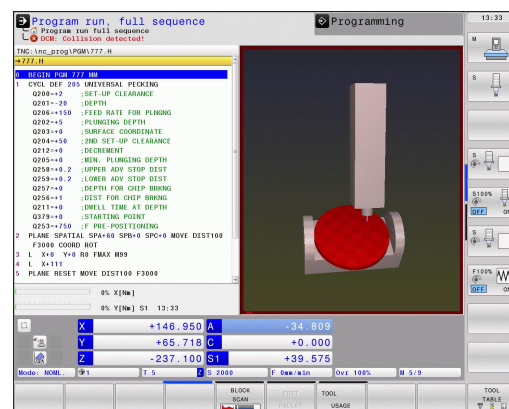 Program run, full sequence
Programming
13:33
Program run full sequence
DCM: Collision detected!
TNC:\nc_prog\PGM\777.H
→777.H
0 BEGIN PGM 777 MM
1 CYCL DEF 205 UNIVERSAL PECKING
Q200=+2 ;SET-UP CLEARANCE
Q201=-20 ;DEPTH
Q206=+150 ;FEED RATE FOR PLNGNG
Q202=+5 ;PLUNGING DEPTH
Q203=+0 ;SURFACE COORDINATE
Q204=+50 ;2ND SET-UP CLEARANCE
Q212=+0 ;DECREMENT
Q205=+0 ;MIN. PLUNGING DEPTH
Q258=+0.2 ;UPPER ADV STOP DIST
Q259=+0.2 ;LOWER ADV STOP DIST
Q257=+0 ;DEPTH FOR CHIP BRKNG
Q256=+1 ;DIST FOR CHIP BRKNG
Q211=+0 ;DWELL TIME AT DEPTH
Q379=+0 ;STARTING POINT
Q253=+750 ;F PRE-POSITIONING
2 PLANE SPATIAL SPA+60 SPB+0 SPC+0 MOVE DIST100
F3000 COORD ROT
3 L X+0 Y+0 R0 FMAX M99
4 L X+111
5 PLANE RESET MOVE DIST100 F3000
0% X[Nm]
0% Y[Nm] S1 13:33
X +146.950 A -34.809
Y +65.718 C +0.000
Z -237.100 S1 +39.575
Mode: NOML. 1 T 5 Z S 2000 F 0mm/min Ovr 100% M 5/9
M
S
S
S100%
OFF ON
S
F100%
OFF ON
BLOCK
SCAN
EDIT
PALLET
TOOL
USAGE
TOOL
TABLE